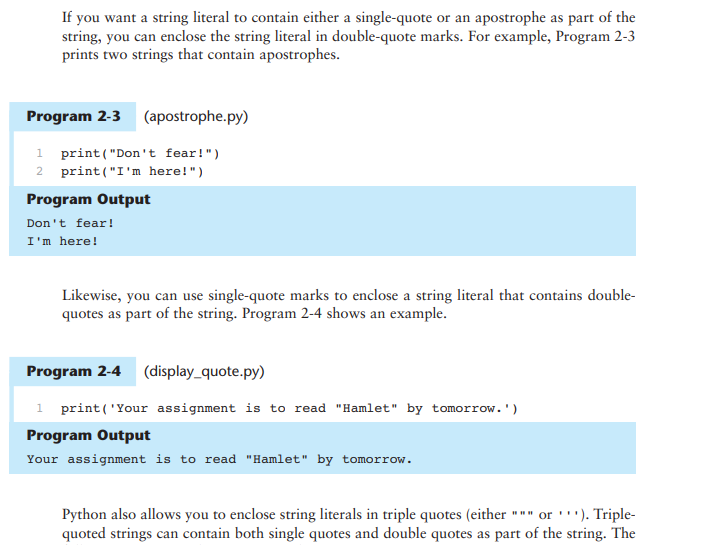 If you want a string literal to contain either a single-quote or an apostrophe as part of the
string, you can enclose the string literal in double-quote marks. For example, Program 2-3
prints two strings that contain apostrophes.
Program 2-3 (apostrophe.py)
1 print("Don't fear!")
2 print("I'm here!")
Program Output
Don't fear!
I'm here!
Likewise, you can use single-quote marks to enclose a string literal that contains double-
quotes as part of the string. Program 2-4 shows an example.
Program 2-4 (display_quote.py)
1 print('Your assignment is to read "Hamlet" by tomorrow.')
Program Output
Your assignment is to read "Hamlet" by tomorrow.
Python also allows you to enclose string literals in triple quotes (either """ or '''). Triple-
quoted strings can contain both single quotes and double quotes as part of the string. The